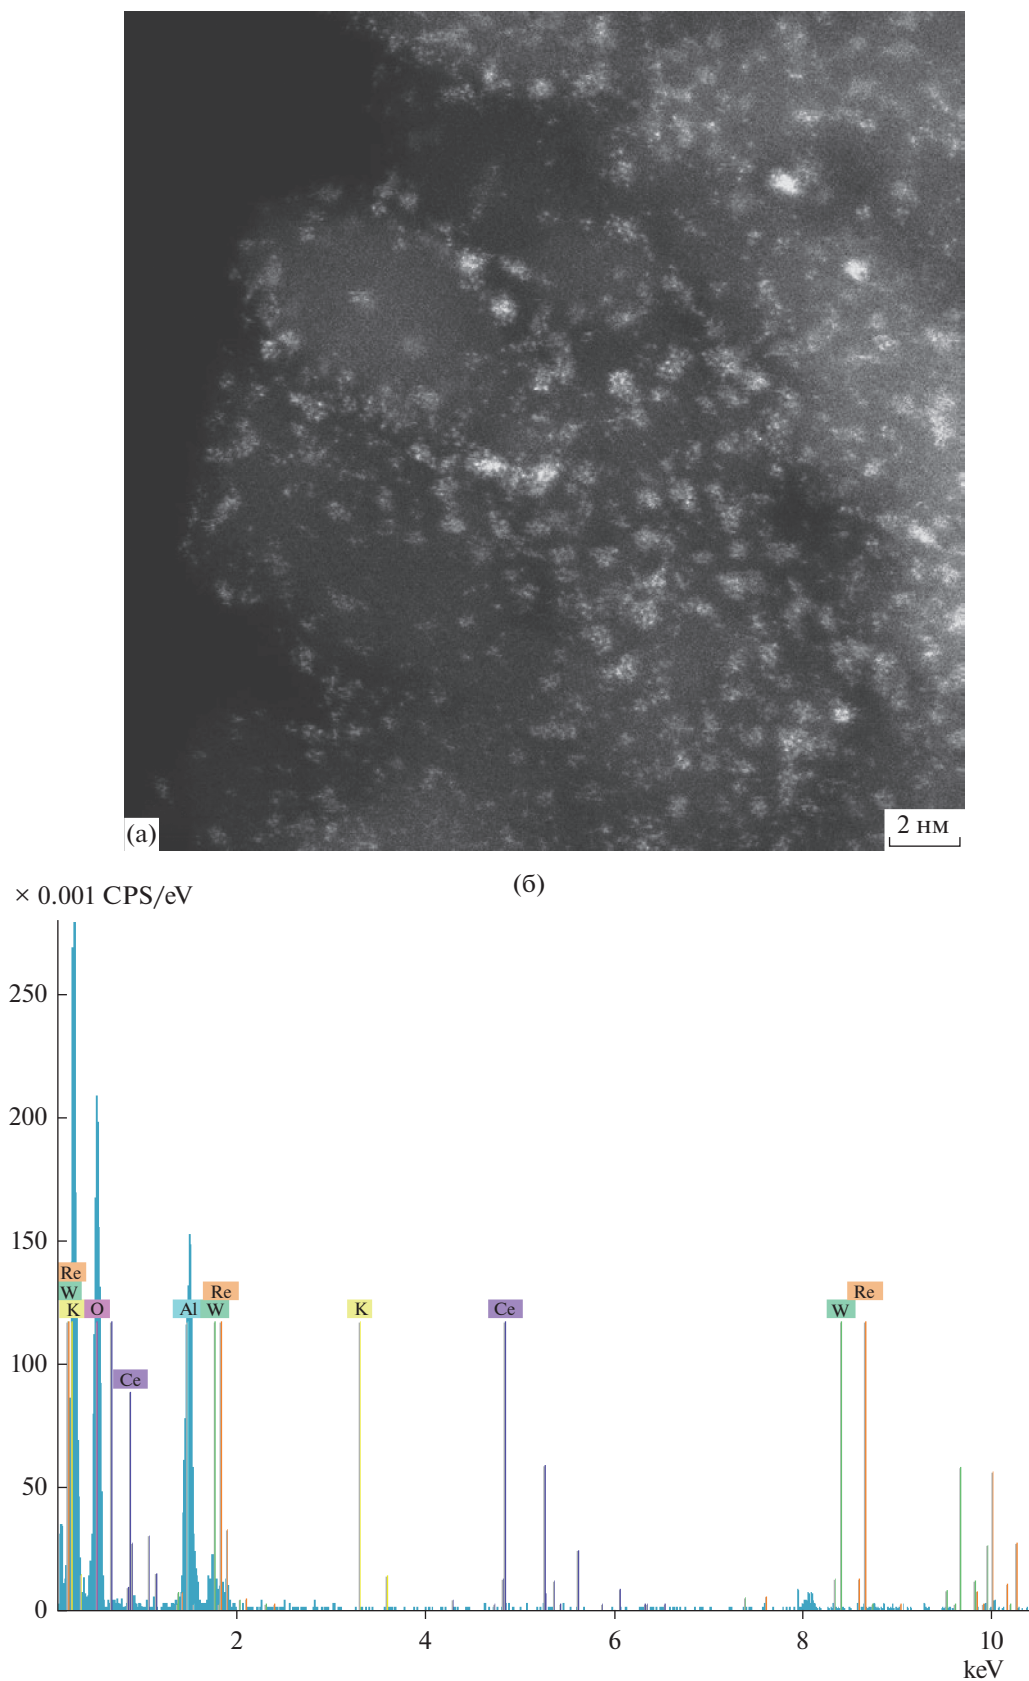 (а)
2 нм
(б)
× 0.001 CPS/eV
250
200
150
100
50
0
Re
W
K
O
Ce
Al
Re
W
K
Ce
W
Re
2
4
6
8
10
keV